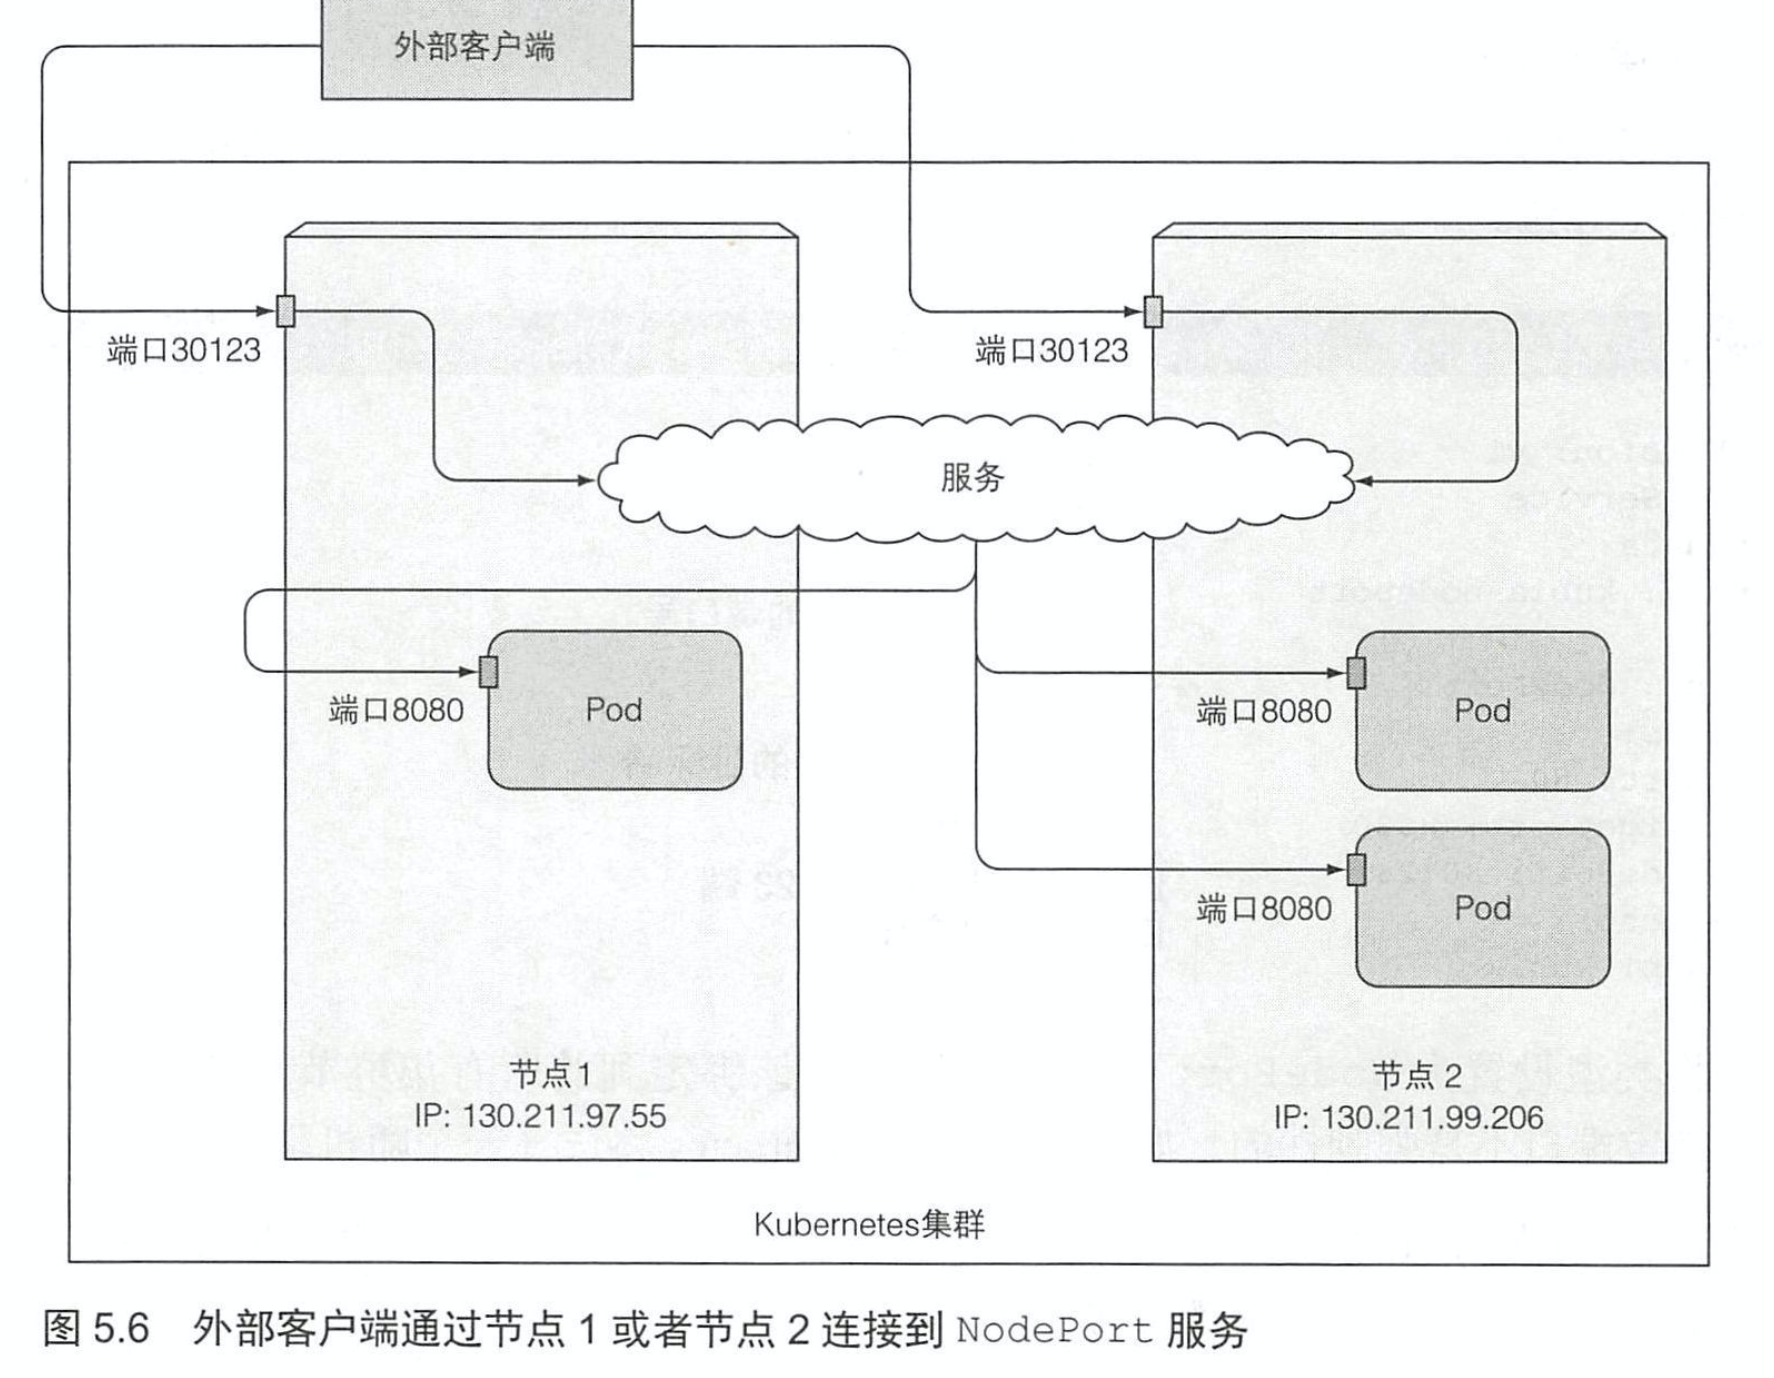 外部客户端
端口30123
端口30123
服务
端口8080
Pod
端口8080
Pod
端口8080
Pod
节点1
IP: 130.211.97.55
节点 2
IP: 130.211.99.206
Kubernetes集群
图 5.6 外部客户端通过节点 1 或者节点 2 连接到 NodePort 服务